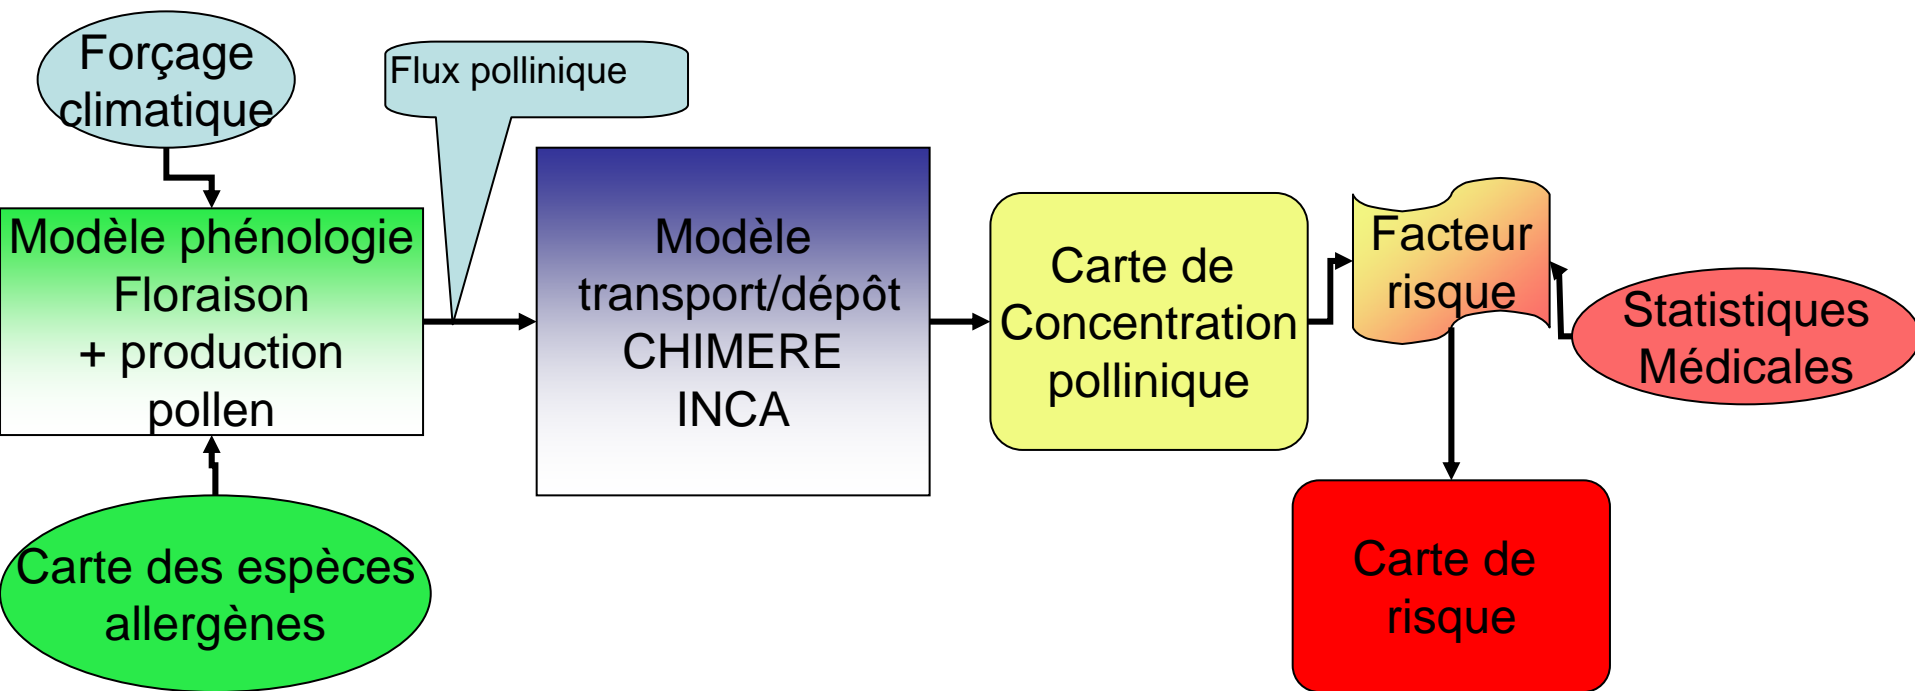 Forçage
climatique
Flux pollinique
Modèle phénologie
Floraison
+ production
pollen
Carte des espèces
allergènes
Modèle
transport/dépôt
CHIMERE
INCA
Carte de
Concentration
pollinique
Facteur
risque
Statistiques
Médicales
Carte de
risque